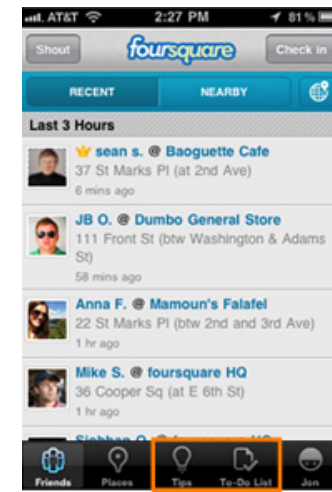 AT&T 2:27 PM 81%
Shout foursquare Check in
RECENT NEARBY
Last 3 Hours
sean s. @ Baoguette Cafe
37 St Marks Pl (at 2nd Ave)
6 mins ago
JB O. @ Dumbo General Store
111 Front St (btw Washington & Adams
St)
58 mins ago
Anna F. @ Mamoun's Falafel
22 St Marks Pl (btw 2nd and 3rd Ave)
1 hr ago
Mike S. @ foursquare HQ
36 Cooper Sq (at E 6th St)
1 hr ago
Siobhan O. @ foursquare HQ
Friends Places Tips To-Do List Jon